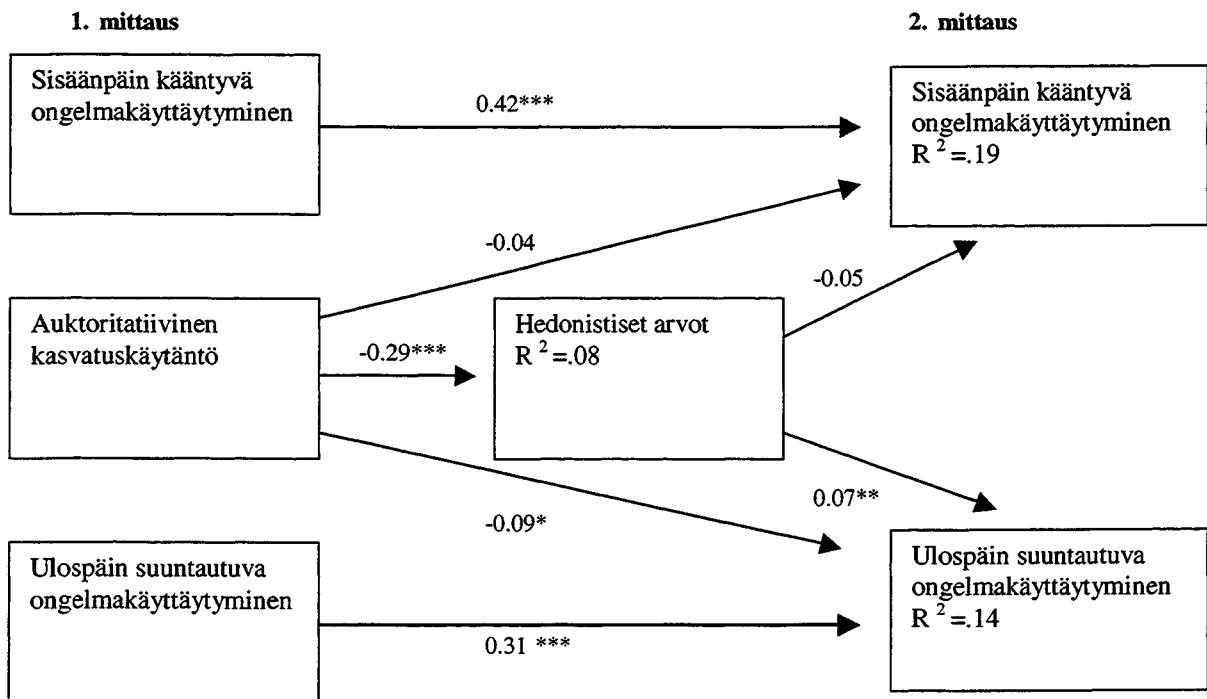 1. mittaus
2. mittaus
Sisäänpäin kääntyvä
ongelmakäyttäytyminen
0.42***
Sisäänpäin kääntyvä
ongelmakäyttäytyminen
R ² =.19
-0.04
-0.05
Auktoritatiivinen
kasvatuskäytäntö
-0.29***
Hedonistiset arvot
R ² =.08
0.07**
-0.09*
Ulospäin suuntautuva
ongelmakäyttäytyminen
0.31 ***
Ulospäin suuntautuva
ongelmakäyttäytyminen
R ² =.14